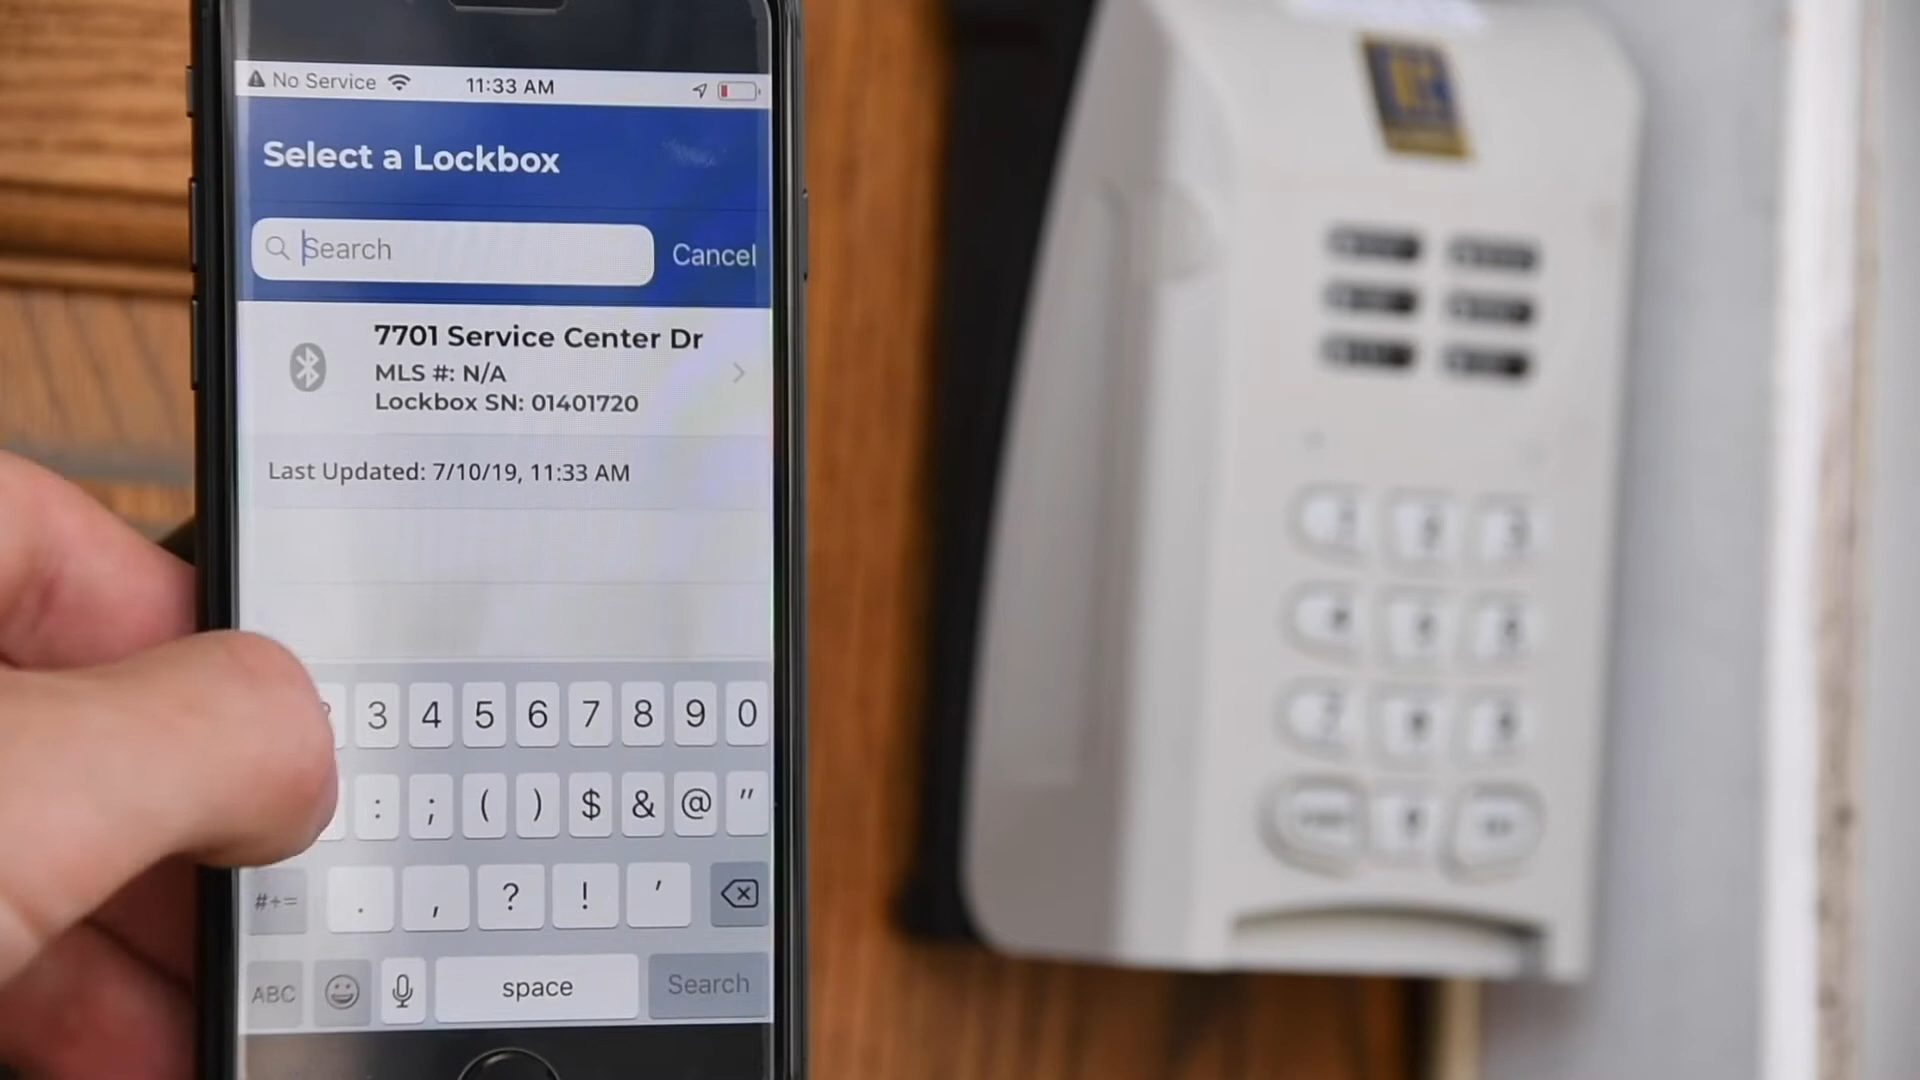 No Service 11:33 AM
Select a Lockbox
Search Cancel
7701 Service Center Dr
MLS #: N/A
Lockbox SN: 01401720
Last Updated: 7/10/19, 11:33 AM
3 4 5 6 7 8 9 0
: ; ( ) $ & @ "
#+= . , ? ! '
ABC space Search